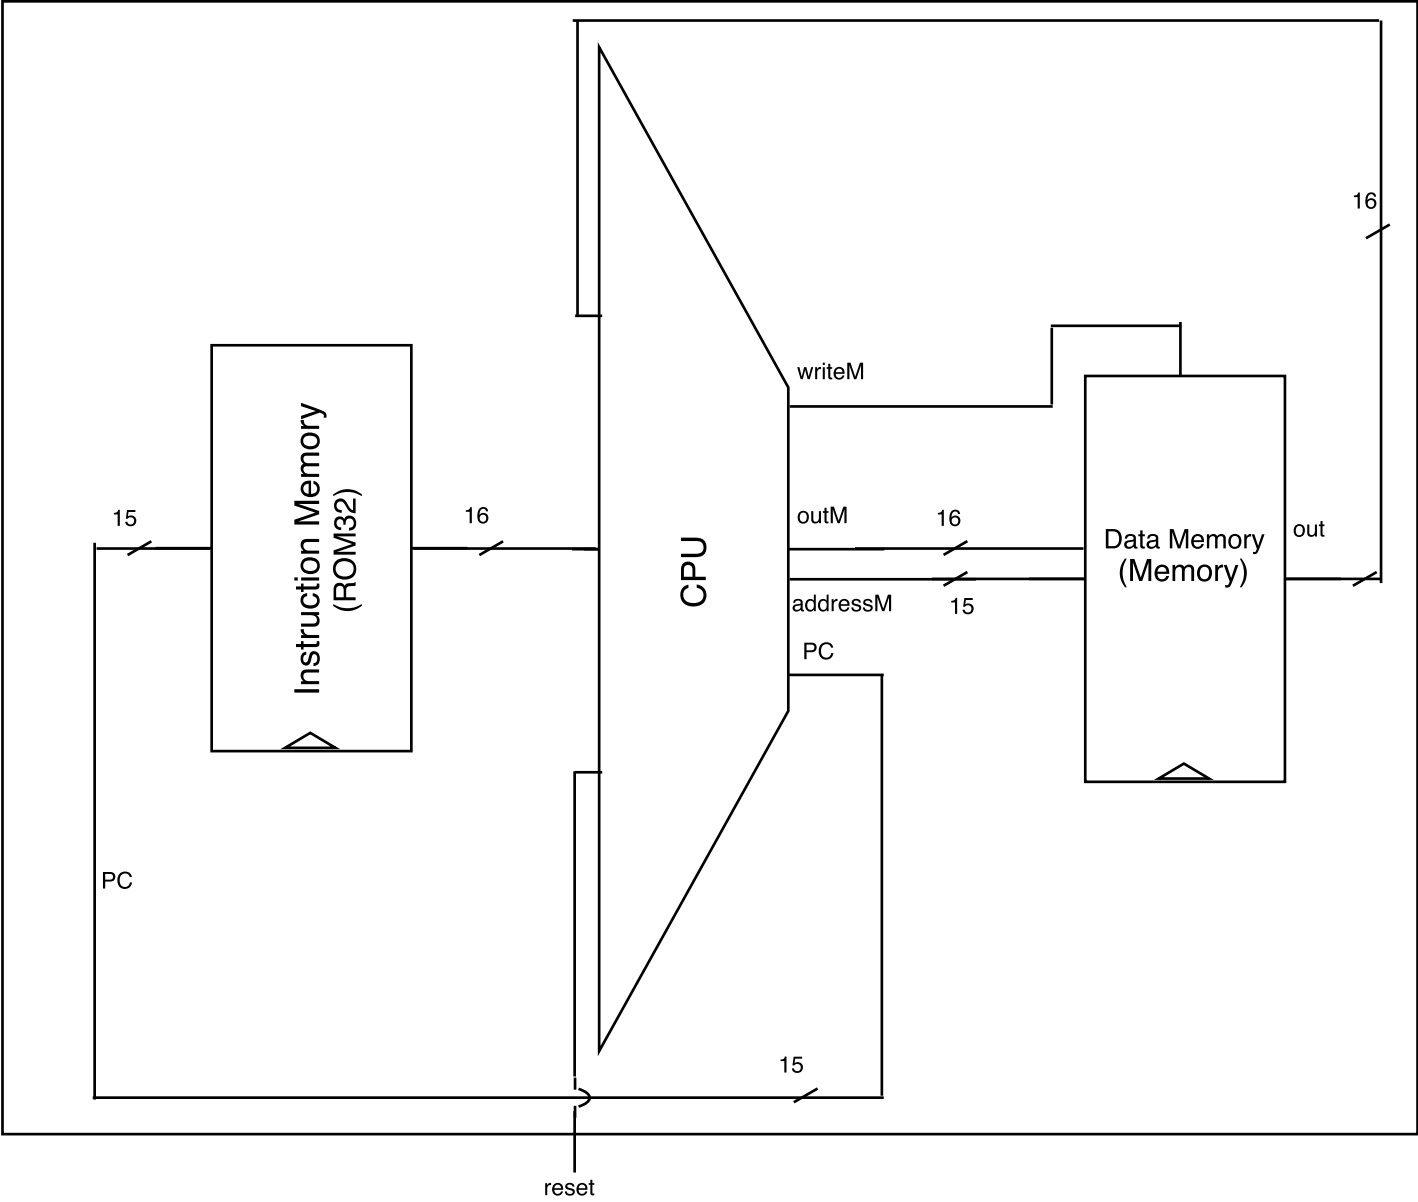 16
writeM
15
Instruction Memory
(ROM32)
16
CPU
outM
16
Data Memory
(Memory)
out
addressM
15
PC
PC
15
reset